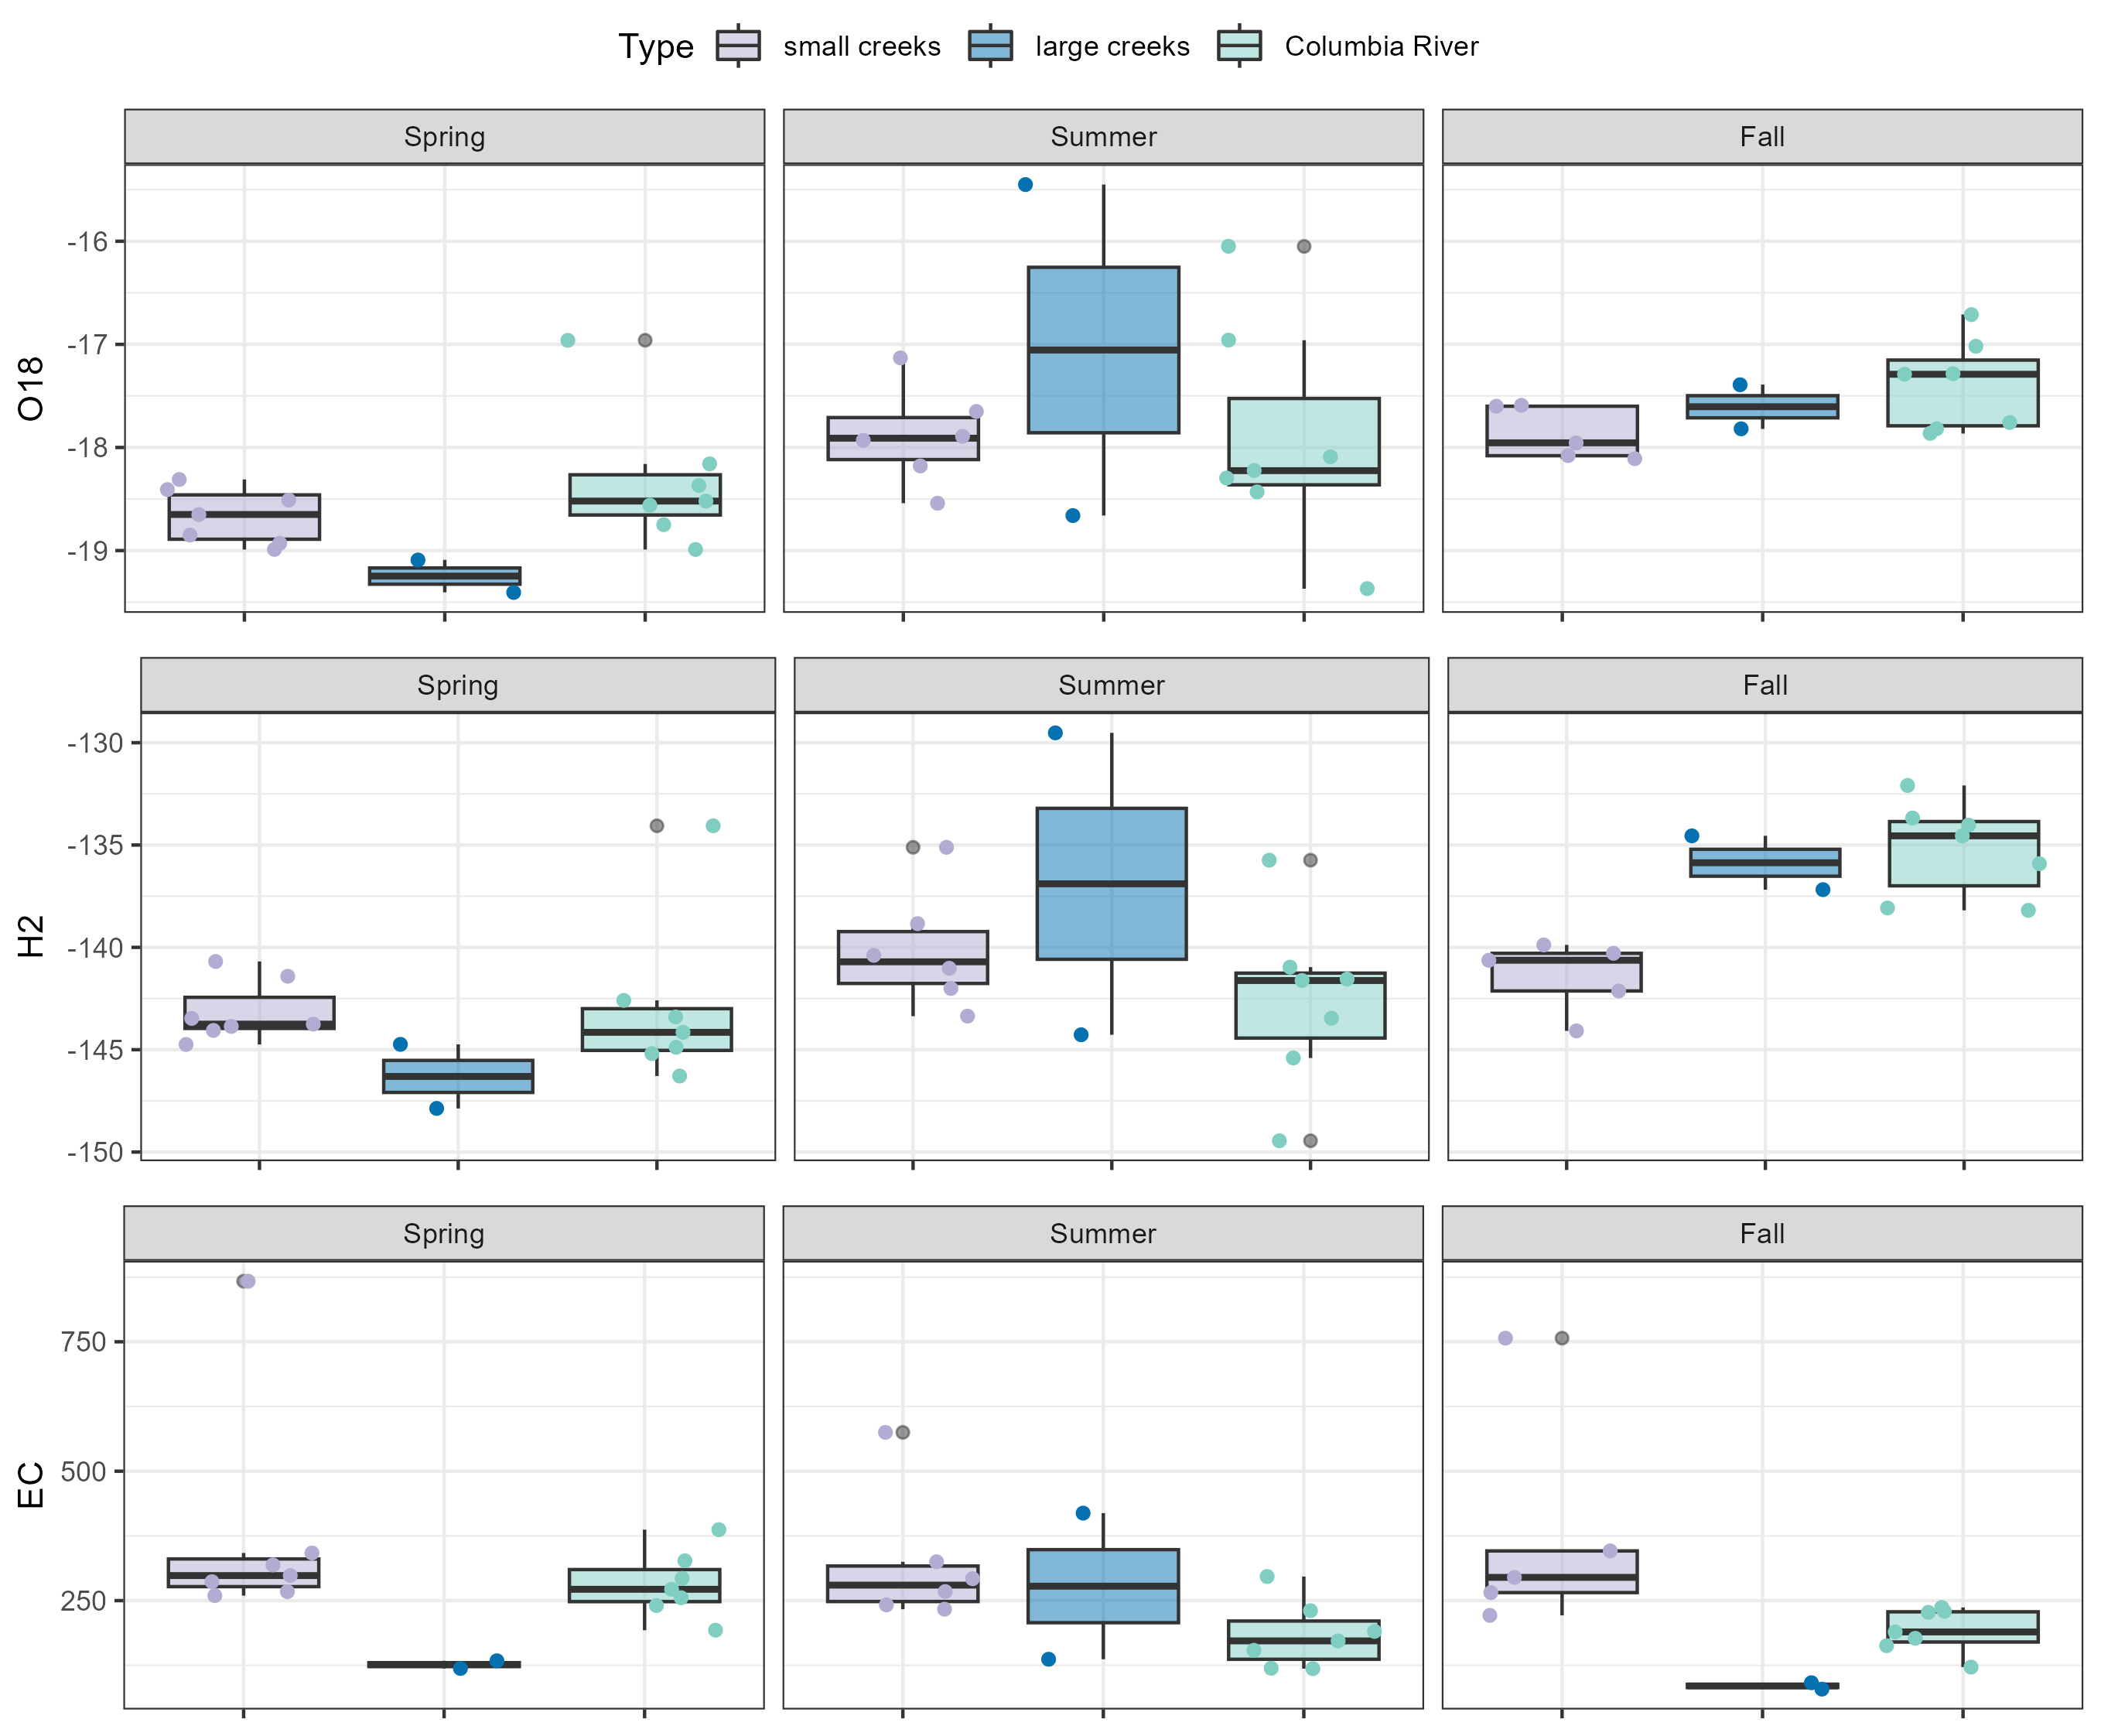 Type small creeks large creeks Columbia River
Spring Summer Fall
O18
-16
-17
-18
-19
Spring Summer Fall
H2
-130
-135
-140
-145
-150
Spring Summer Fall
EC
750
500
250